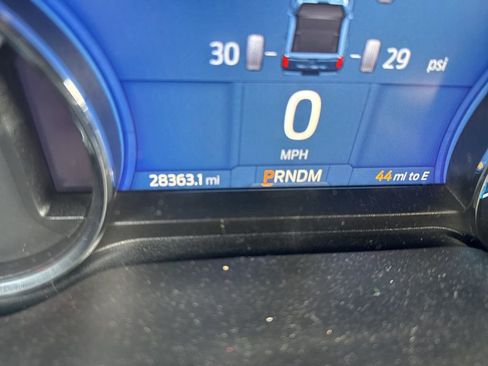 30 29 psi
0
MPH
28363.1 mi PRNDM 44 mi to E